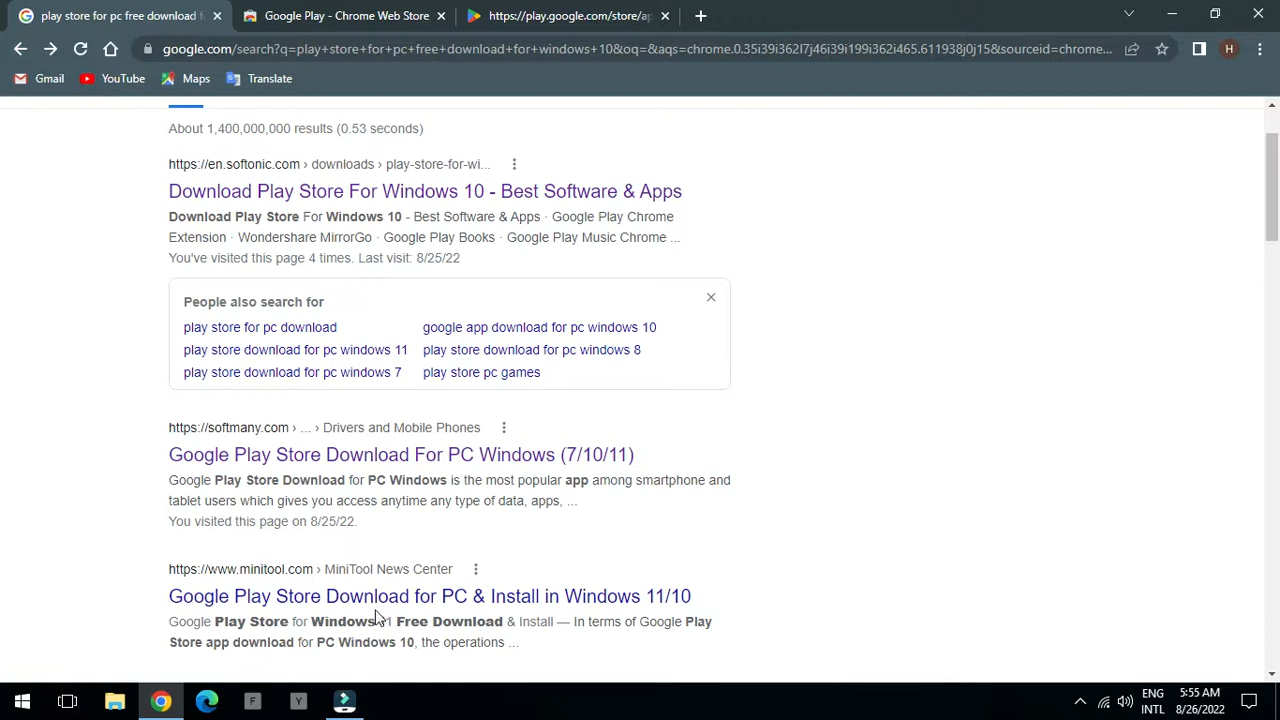 play store for pc free download f
Google Play - Chrome Web Store
https://play.google.com/store/ap
google.com/search?q=play+store+for+pc+free+download+for+windows+10&oq=&aqs=chrome.0.35i39i362l7j46i39i199i362i465.611938j0j15&sourceid=chrome...
H
Gmail
YouTube
Maps
Translate
About 1,400,000,000 results (0.53 seconds)
https://en.softonic.com › downloads › play-store-for-wi...
Download Play Store For Windows 10 - Best Software & Apps
Download Play Store For Windows 10 - Best Software & Apps · Google Play Chrome
Extension · Wondershare MirrorGo · Google Play Books · Google Play Music Chrome ...
You've visited this page 4 times. Last visit: 8/25/22
People also search for
play store for pc download
google app download for pc windows 10
play store download for pc windows 11
play store download for pc windows 8
play store download for pc windows 7
play store pc games
https://softmany.com › ... › Drivers and Mobile Phones
Google Play Store Download For PC Windows (7/10/11)
Google Play Store Download for PC Windows is the most popular app among smartphone and
tablet users which gives you access anytime any type of data, apps, ...
You visited this page on 8/25/22.
https://www.minitool.com › MiniTool News Center
Google Play Store Download for PC & Install in Windows 11/10
Google Play Store for Windows Free Download & Install — In terms of Google Play
Store app download for PC Windows 10, the operations ...
F
Y
ENG
INTL
5:55 AM
8/26/2022